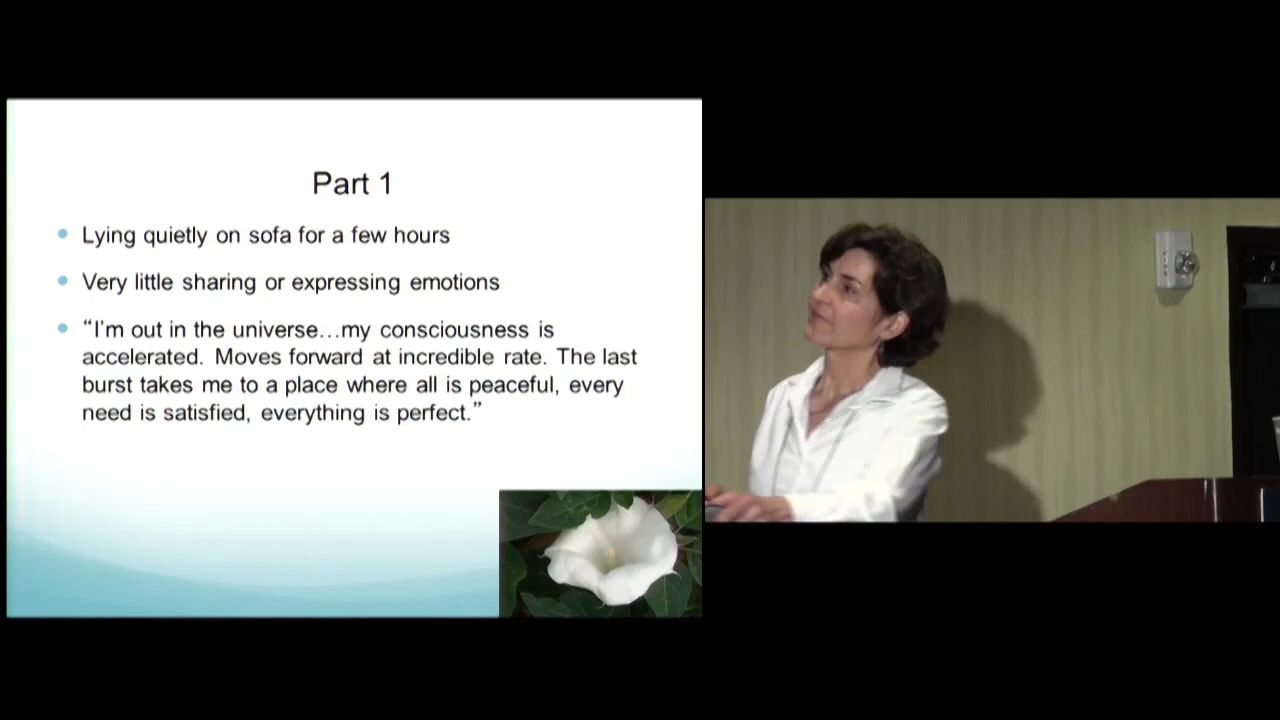 Part 1
Lying quietly on sofa for a few hours
Very little sharing or expressing emotions
“I’m out in the universe…my consciousness is
accelerated. Moves forward at incredible rate. The last
burst takes me to a place where all is peaceful, every
need is satisfied, everything is perfect.”